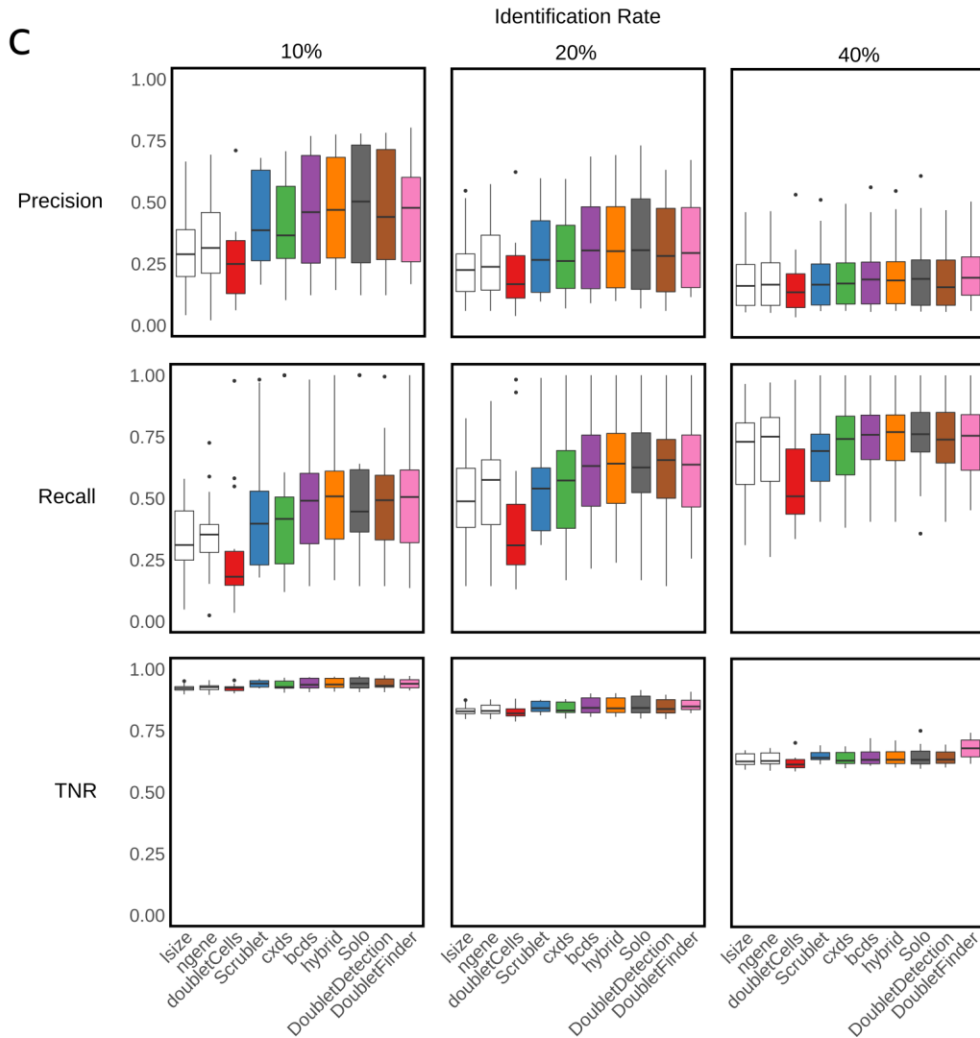 C
Identification Rate
10% 20% 40%
Precision
1.00
0.75
0.50
0.25
0.00
Recall
1.00
0.75
0.50
0.25
0.00
TNR
1.00
0.75
0.50
0.25
0.00
lsize
ngene
doubletCells
Scrublet
cxds
bcds
hybrid
Solo
DoubletDetection
DoubletFinder
lsize
ngene
doubletCells
Scrublet
cxds
bcds
hybrid
Solo
DoubletDetection
DoubletFinder
lsize
ngene
doubletCells
Scrublet
cxds
bcds
hybrid
Solo
DoubletDetection
DoubletFinder